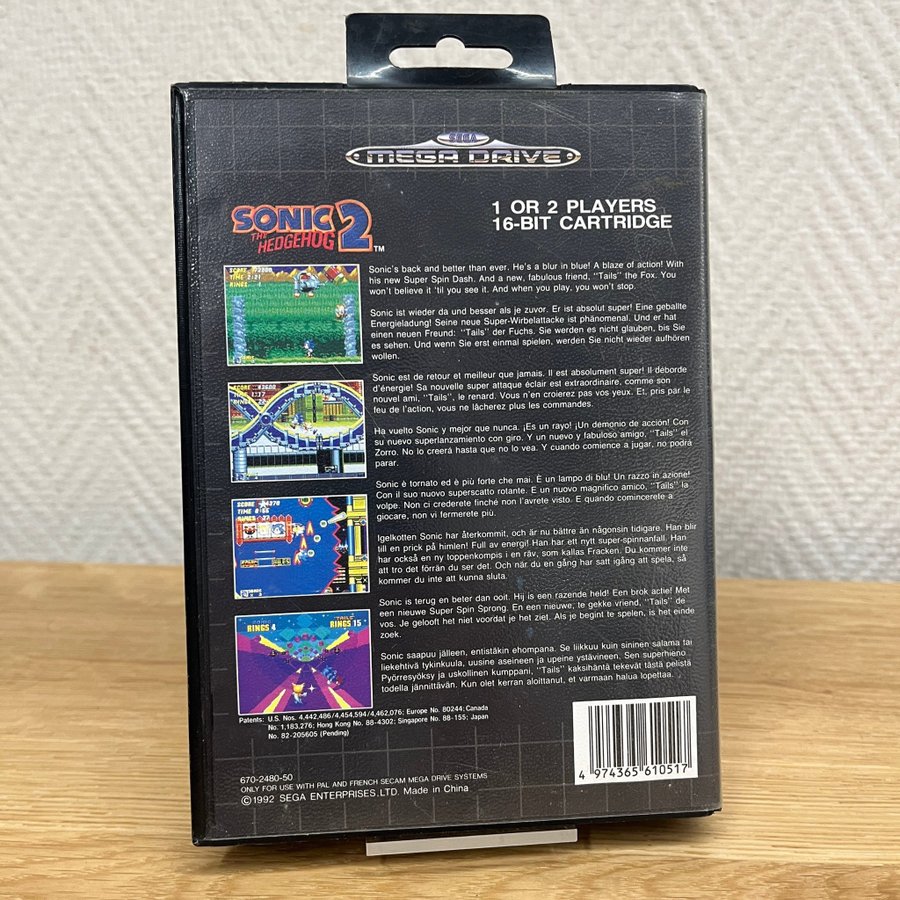 SEGA
MEGA DRIVE
SONIC
THE
HEDGEHOG 2 ™
1 OR 2 PLAYERS
16-BIT CARTRIDGE
Sonic's back and better than ever. He's a blur in blue! A blaze of action! With
his new Super Spin Dash. And a new, fabulous friend, "Tails" the Fox. You
won't believe it 'til you see it. And when you play, you won't stop.
Sonic ist wieder da und besser als je zuvor. Er ist absolut super! Eine geballte
Energieladung! Seine neue Super-Wirbelattacke ist phänomenal. Und er hat
einen neuen Freund: "Tails" der Fuchs. Sie werden es nicht glauben, bis Sie
es sehen. Und wenn Sie erst einmal spielen, werden Sie nicht wieder aufhören
wollen.
Sonic est de retour et meilleur que jamais. Il est absolument super! Il déborde
d'énergie! Sa nouvelle super attaque éclair est extraordinaire, comme son
nouvel ami, "Tails", le renard. Vous n'en croierez pas vos yeux. Et, pris par le
feu de l'action, vous ne lâcherez plus les commandes.
Ha vuelto Sonic y mejor que nunca. ¡Es un rayo! ¡Un demonio de acción! Con
su nuevo superlanzamiento con giro. Y un nuevo y fabuloso amigo, "Tails" el
Zorro. No lo creerá hasta que no lo vea. Y cuando comience a jugar, no podrá
parar.
Sonic è tornato ed è più forte che mai. È un lampo di blu! Un razzo in azione!
Con il suo nuovo superscatto rotante. E un nuovo magnifico amico, "Tails" la
volpe. Non ci crederete finché non l'avrete visto. E quando comincerete a
giocare, non vi fermerete più.
Igelkotten Sonic har återkommit, och är nu bättre än någonsin tidigare. Han blir
till en prick på himlen! Full av energi! Han har ett nytt super-spinnanfall. Han
har också en ny toppenkompis i en räv, som kallas Fracken. Du kommer inte
att tro det förrän du ser det. Och när du en gång har satt igång att spela, så
kommer du inte att kunna sluta.
Sonic is terug en beter dan ooit. Hij is een razende held! Een brok actie! Met
een nieuwe Super Spin Sprong. En een nieuwe, te gekke vriend, "Tails" de
vos. Je gelooft het niet voordat je het ziet. Als je begint te spelen, is het einde
zoek.
Sonic saapuu jälleen, entistäkin ehompana. Se liikkuu kuin sininen salama tai
liekehtivä tykinkuula, uusine aseineen ja upeine ystävineen. Sen superhieno
Pyörresyöksy ja uskollinen kumppani, "Tails" kaksihäntä tekevät tästä pelistä
todella jännittävän. Kun olet kerran aloittanut, et varmaan halua lopettaa.
SONIC
RINGS 4
TAILS
RINGS 15
Patents: U.S. Nos. 4,442,486/4,454,594/4,462,076; Europe No. 80244; Canada
No. 1,183,276; Hong Kong No. 88-4302; Singapore No. 88-155; Japan
No. 82-205605 (Pending)
670-2480-50
ONLY FOR USE WITH PAL AND FRENCH SECAM MEGA DRIVE SYSTEMS
©1992 SEGA ENTERPRISES.LTD. Made in China
4 974365 610517